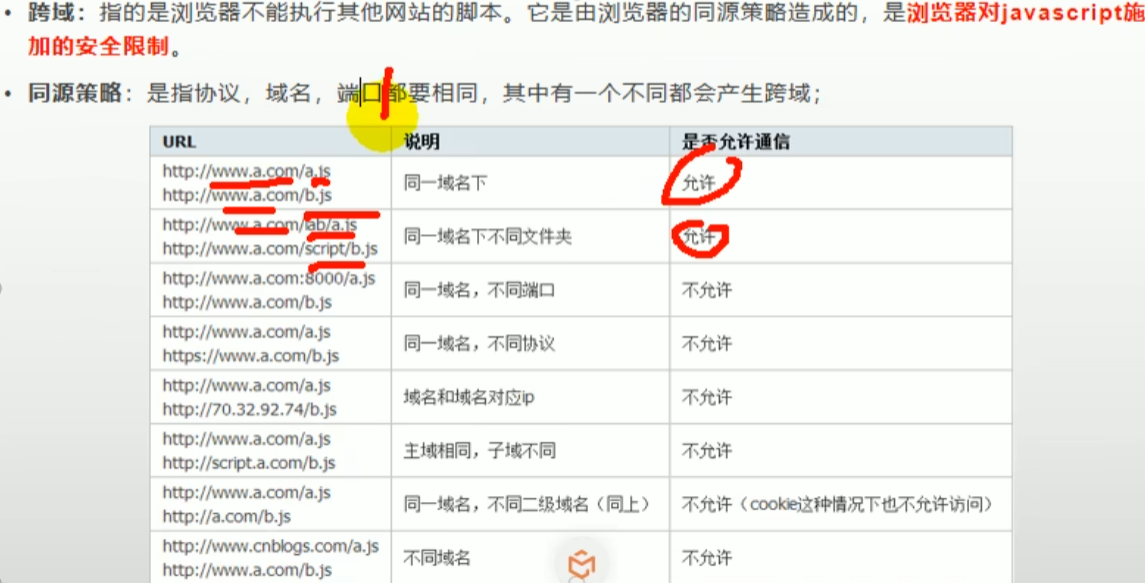 • 跨域：指的是浏览器不能执行其他网站的脚本。它是由浏览器的同源策略造成的，是浏览器对javascript施
加的安全限制。
• 同源策略：是指协议，域名，端口都要相同，其中有一个不同都会产生跨域；
URL 说明 是否允许通信
http://www.a.com/a.js
http://www.a.com/b.js
同一域名下
允许
http://www.a.com/lab/a.js
http://www.a.com/script/b.js
同一域名下不同文件夹
允许
http://www.a.com:8000/a.js
http://www.a.com/b.js
同一域名，不同端口
不允许
http://www.a.com/a.js
https://www.a.com/b.js
同一域名，不同协议
不允许
http://www.a.com/a.js
http://70.32.92.74/b.js
域名和域名对应ip
不允许
http://www.a.com/a.js
http://script.a.com/b.js
主域相同，子域不同
不允许
http://www.a.com/a.js
http://a.com/b.js
同一域名，不同二级域名（同上）
不允许（cookie这种情况下也不允许访问）
http://www.cnblogs.com/a.js
http://www.a.com/b.js
不同域名
不允许